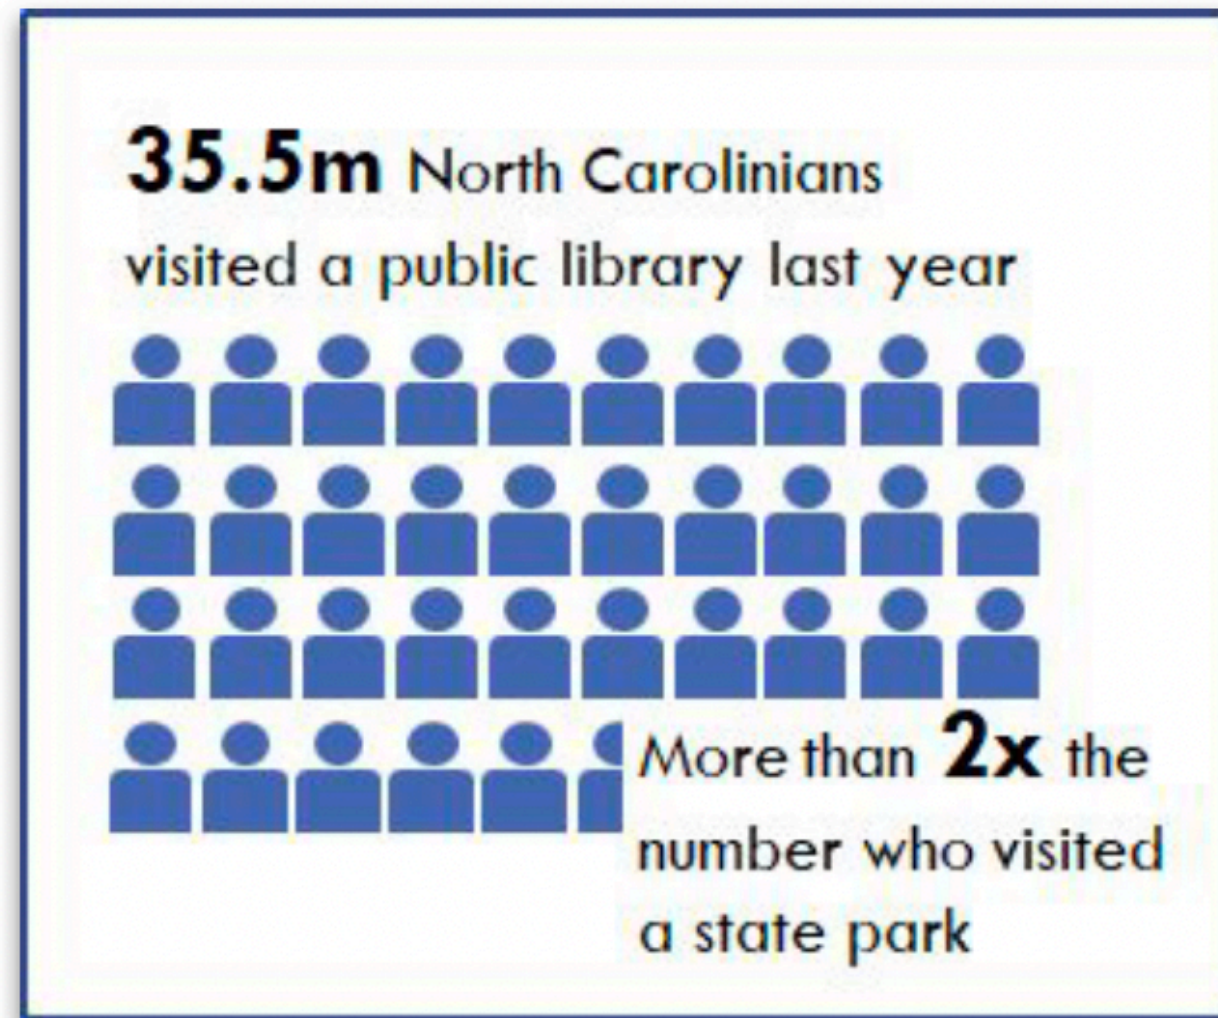 35.5m North Carolinians
visited a public library last year
More than 2x the
number who visited
a state park